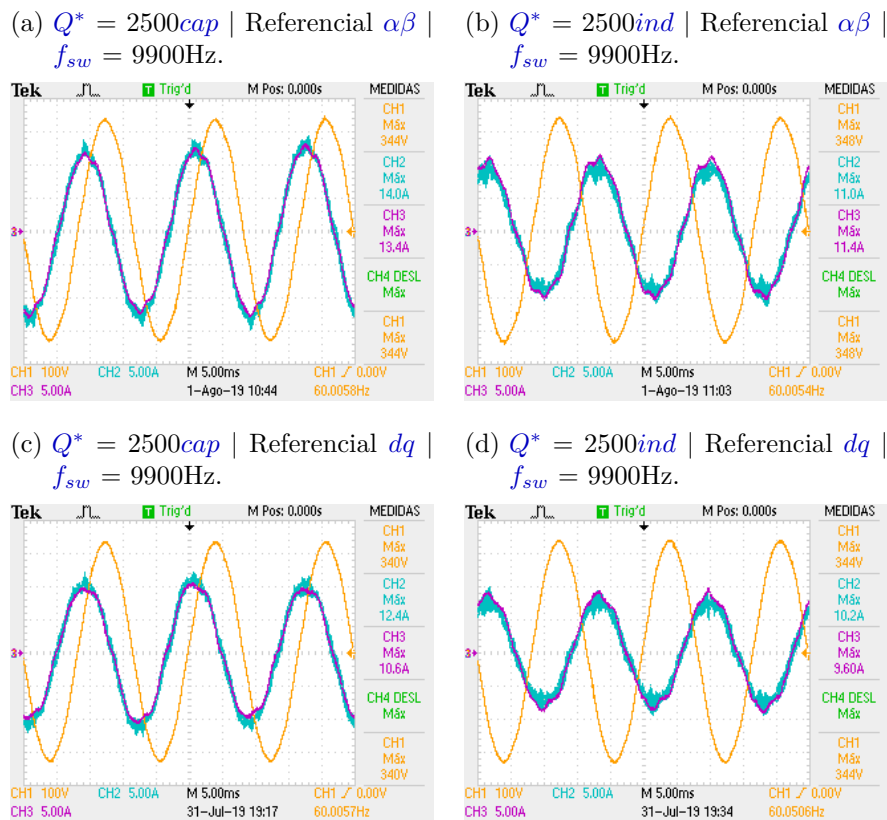 (a) Q* = 2500cap | Referencial αβ |
f_sw = 9900Hz.
Tek Trig'd M Pos: 0.000s MEDIDAS
CH1
Máx
344V
CH2
Máx
14.0A
CH3
Máx
13.4A
CH4 DESL
Máx
CH1
Máx
344V
3
CH1 100V CH2 5.00A M 5.00ms CH1 / 0.00V
CH3 5.00A 1-Ago-19 10:44 60.0058Hz
(b) Q* = 2500ind | Referencial αβ |
f_sw = 9900Hz.
Tek Trig'd M Pos: 0.000s MEDIDAS
CH1
Máx
348V
CH2
Máx
11.0A
CH3
Máx
11.4A
CH4 DESL
Máx
CH1
Máx
348V
3
CH1 100V CH2 5.00A M 5.00ms CH1 / 0.00V
CH3 5.00A 1-Ago-19 11:03 60.0054Hz
(c) Q* = 2500cap | Referencial dq |
f_sw = 9900Hz.
Tek Trig'd M Pos: 0.000s MEDIDAS
CH1
Máx
340V
CH2
Máx
12.4A
CH3
Máx
10.6A
CH4 DESL
Máx
CH1
Máx
340V
3
CH1 100V CH2 5.00A M 5.00ms CH1 / 0.00V
CH3 5.00A 31-Jul-19 19:17 60.0057Hz
(d) Q* = 2500ind | Referencial dq |
f_sw = 9900Hz.
Tek Trig'd M Pos: 0.000s MEDIDAS
CH1
Máx
344V
CH2
Máx
10.2A
CH3
Máx
9.60A
CH4 DESL
Máx
CH1
Máx
344V
3
CH1 100V CH2 5.00A M 5.00ms CH1 / 0.00V
CH3 5.00A 31-Jul-19 19:34 60.0506Hz